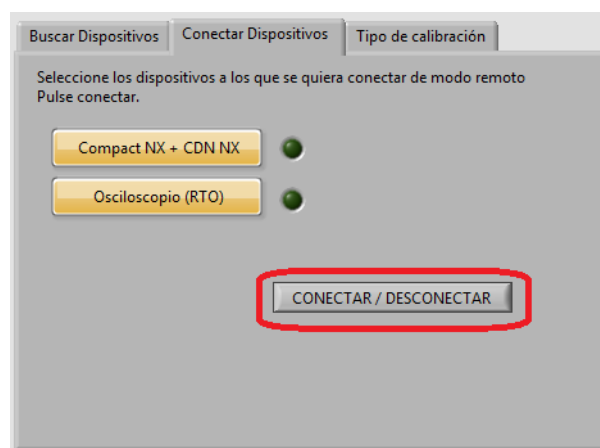 Buscar Dispositivos
Conectar Dispositivos
Tipo de calibración
Seleccione los dispositivos a los que se quiera conectar de modo remoto
Pulse conectar.
Compact NX + CDN NX
Osciloscopio (RTO)
CONECTAR / DESCONECTAR